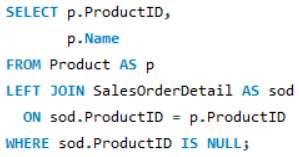 SELECT p.ProductID,
p.Name
FROM Product AS p
LEFT JOIN SalesOrderDetail AS sod
ON sod.ProductID = p.ProductID
WHERE sod.ProductID IS NULL;